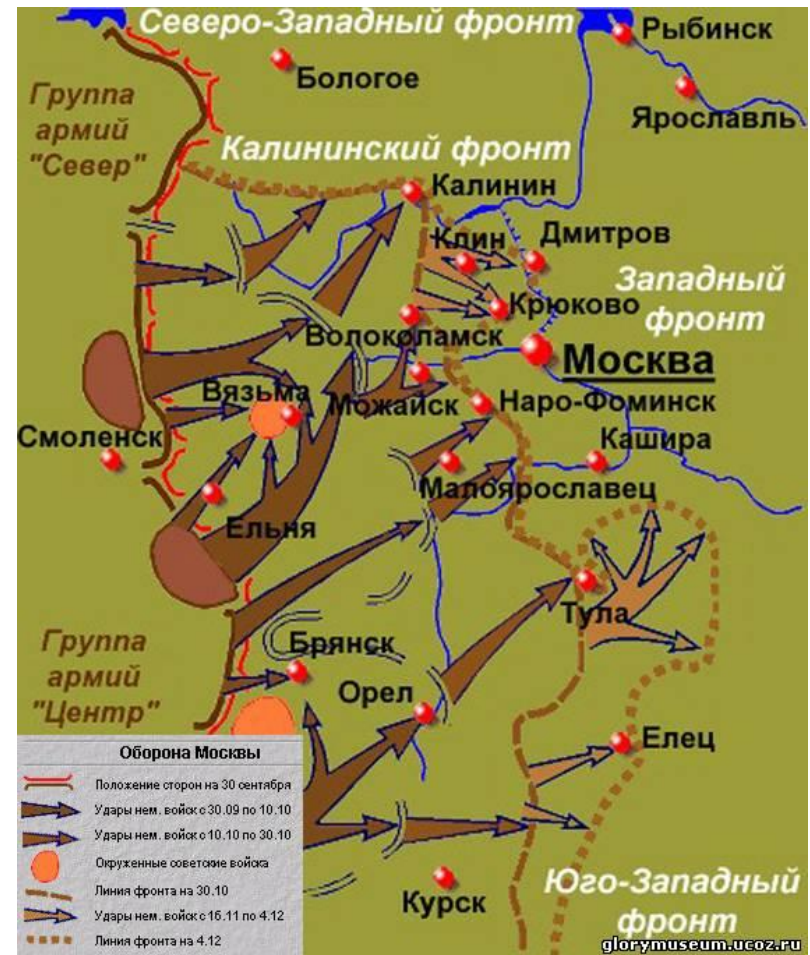 Северо-Западный фронт
Рыбинск
Бологое
Группа
армий
"Север"
Ярославль
Калининский фронт
Калинин
Клин
Дмитров
Западный
фронт
Крюково
Волоколамск
Москва
Вязьма
Можайск
Наро-Фоминск
Смоленск
Кашира
Малоярославец
Ельня
Тула
Группа
армий
"Центр"
Брянск
Орел
Елец
Оборона Москвы
Положение сторон на 30 сентября
Удары нем. войск с 30.09 по 10.10
Удары нем. войск с 10.10 по 30.10
Окруженные советские войска
Линия фронта на 30.10
Удары нем. войск с 16.11 по 4.12
Линия фронта на 4.12
Курск
Юго-Западный
фронт
glorymuseum.ucoz.ru